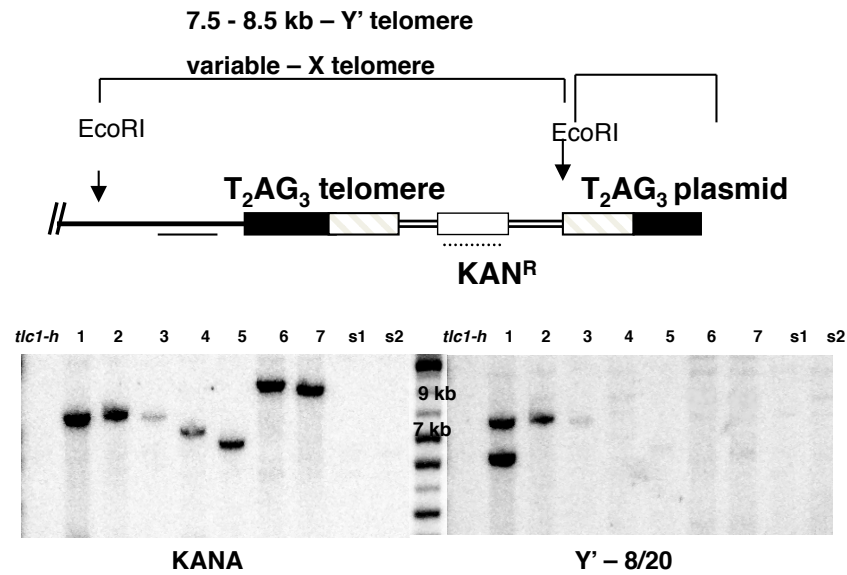 7.5 - 8.5 kb – Y' telomere
variable – X telomere
EcoRI
EcoRI
T₂AG₃ telomere
T₂AG₃ plasmid
KANᴿ
tlc1-h 1 2 3 4 5 6 7 s1 s2
tlc1-h 1 2 3 4 5 6 7 s1 s2
9 kb
7 kb
KANA
Y' – 8/20